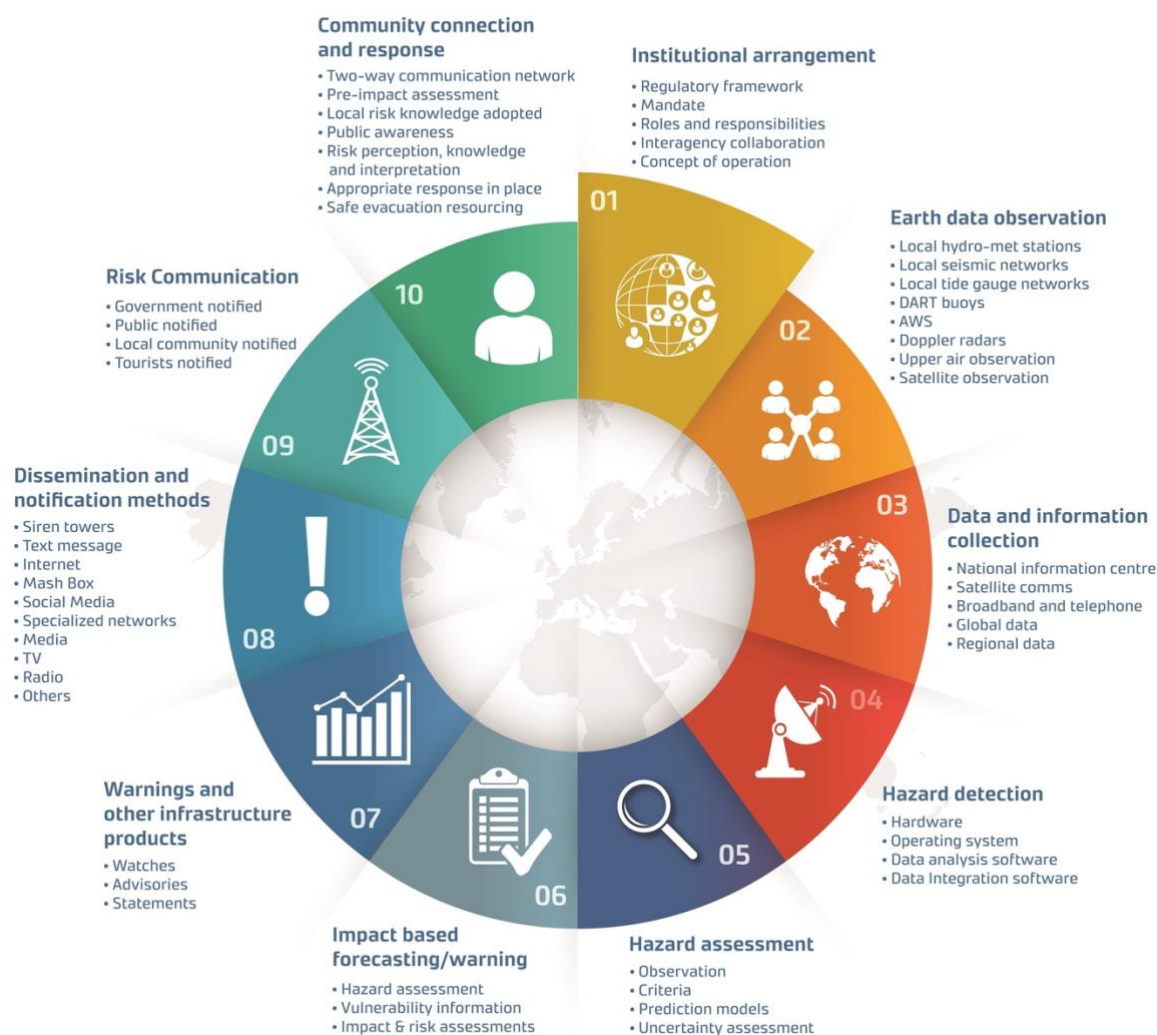 Community connection
and response
• Two-way communication network
• Pre-impact assessment
• Local risk knowledge adopted
• Public awareness
• Risk perception, knowledge
and interpretation
• Appropriate response in place
• Safe evacuation resourcing
Institutional arrangement
• Regulatory framework
• Mandate
• Roles and responsibilities
• Interagency collaboration
• Concept of operation
01
Earth data observation
• Local hydro-met stations
• Local seismic networks
• Local tide gauge networks
• DART buoys
• AWS
• Doppler radars
• Upper air observation
• Satellite observation
02
Data and information
collection
• National information centre
• Satellite comms
• Broadband and telephone
• Global data
• Regional data
03
Hazard detection
• Hardware
• Operating system
• Data analysis software
• Data Integration software
04
Hazard assessment
• Observation
• Criteria
• Prediction models
• Uncertainty assessment
05
Impact based
forecasting/warning
• Hazard assessment
• Vulnerability information
• Impact & risk assessments
06
Warnings and
other infrastructure
products
• Watches
• Advisories
• Statements
07
Dissemination and
notification methods
• Siren towers
• Text message
• Internet
• Mash Box
• Social Media
• Specialized networks
• Media
• TV
• Radio
• Others
08
Risk Communication
• Government notified
• Public notified
• Local community notified
• Tourists notified
09
10